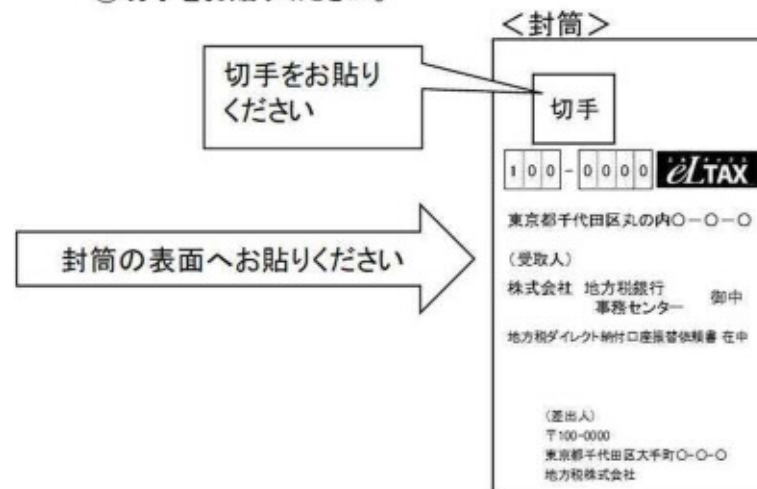 ＜封筒＞
切手をお貼り
ください
切手
100-0000 eLTAX
東京都千代田区丸の内〇－〇－〇
封筒の表面へお貼りください
（受取人）
株式会社 地方税銀行
事務センター 御中
地方税ダイレクト納付口座振替依頼書 在中
（差出人）
〒100-0000
東京都千代田区大手町〇-〇-〇
地方税株式会社